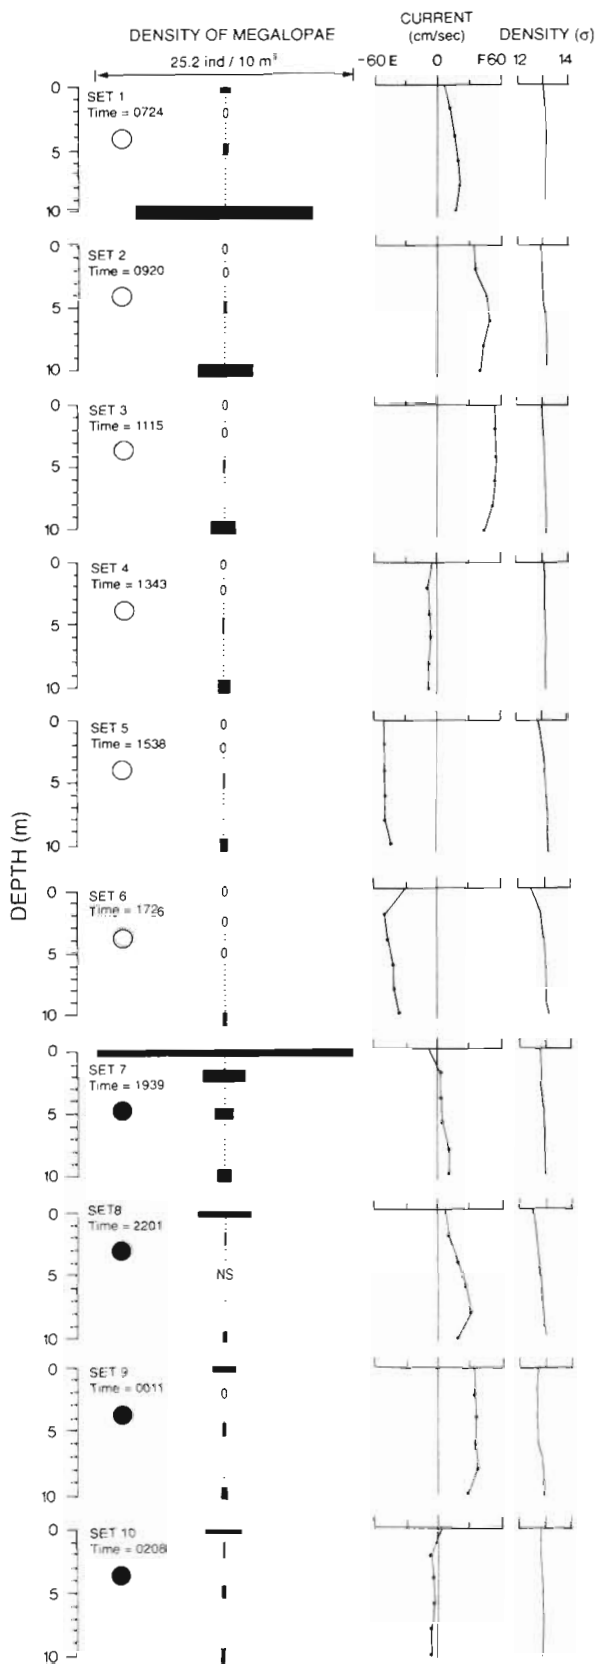 DENSITY OF MEGALOPAE
CURRENT
(cm/sec)
DENSITY (σ)
25.2 ind / 10 m³
-60 E 0 F 60
12 14
DEPTH (m)
0
SET 1
Time = 0724
0
5
10
0
SET 2
Time = 0920
0
0
5
10
0
SET 3
Time = 1115
0
0
5
10
0
SET 4
Time = 1343
0
0
5
10
0
SET 5
Time = 1538
0
0
5
10
0
SET 6
Time = 1726
0
0
0
5
10
0
SET 7
Time = 1939
5
10
0
SET8
Time = 2201
5
NS
10
0
SET 9
Time = 0011
0
5
10
0
SET 10
Time = 0208
5
10